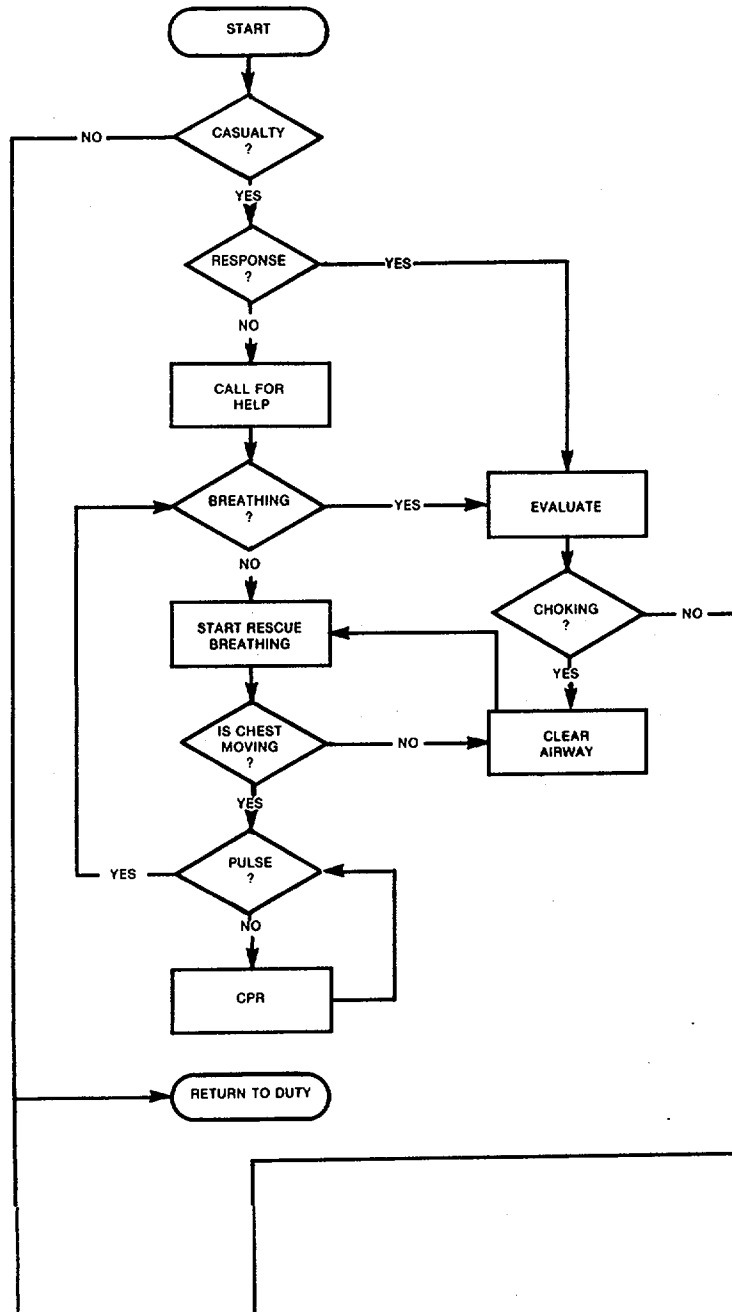 START
CASUALTY
?
NO
YES
RESPONSE
?
YES
NO
CALL FOR
HELP
BREATHING
?
YES
EVALUATE
NO
CHOKING
?
NO
START RESCUE
BREATHING
YES
IS CHEST
MOVING
?
NO
CLEAR
AIRWAY
YES
PULSE
?
YES
NO
CPR
RETURN TO DUTY